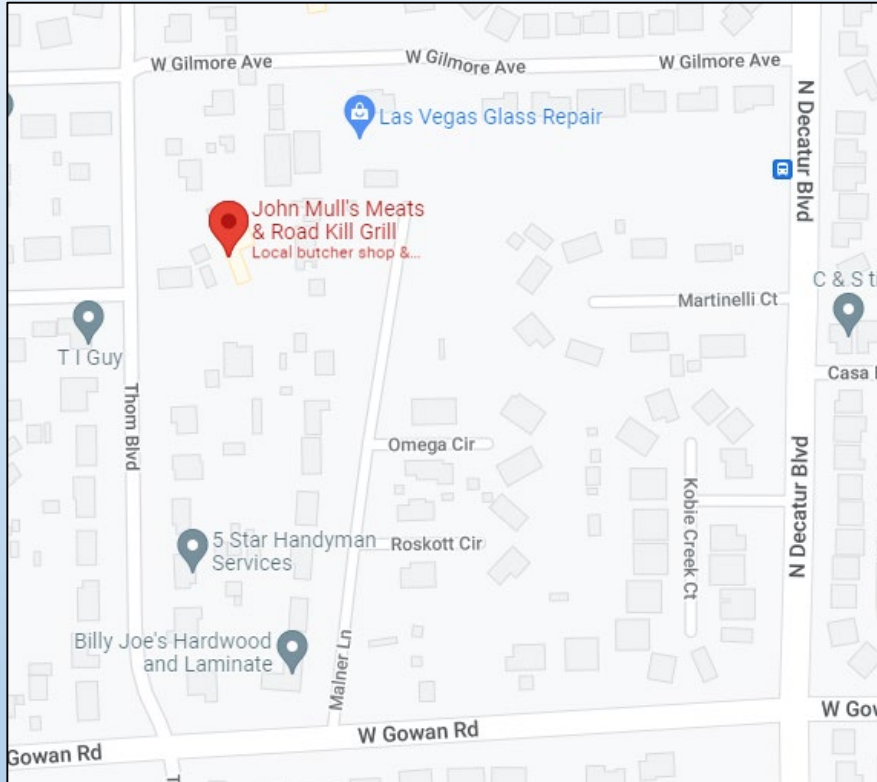 W Gilmore Ave
W Gilmore Ave
W Gilmore Ave
N Decatur Blvd
Las Vegas Glass Repair
John Mull's Meats
& Road Kill Grill
Local butcher shop &...
Martinelli Ct
C & S
T I Guy
Casa
Thom Blvd
Omega Cir
N Decatur Blvd
Kobie Creek Ct
5 Star Handyman
Services
Roskott Cir
Billy Joe's Hardwood
and Laminate
Malner Ln
W Gowan Rd
W
Gowan Rd